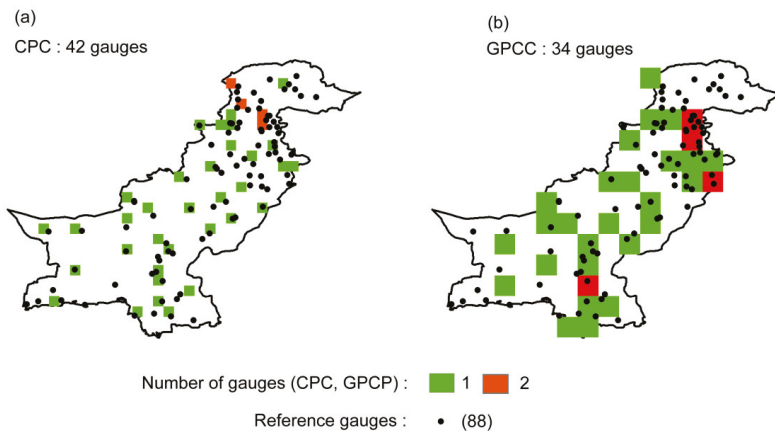 (a)
CPC : 42 gauges
(b)
GPCC : 34 gauges
Number of gauges (CPC, GPCP) : 1 2
Reference gauges : (88)